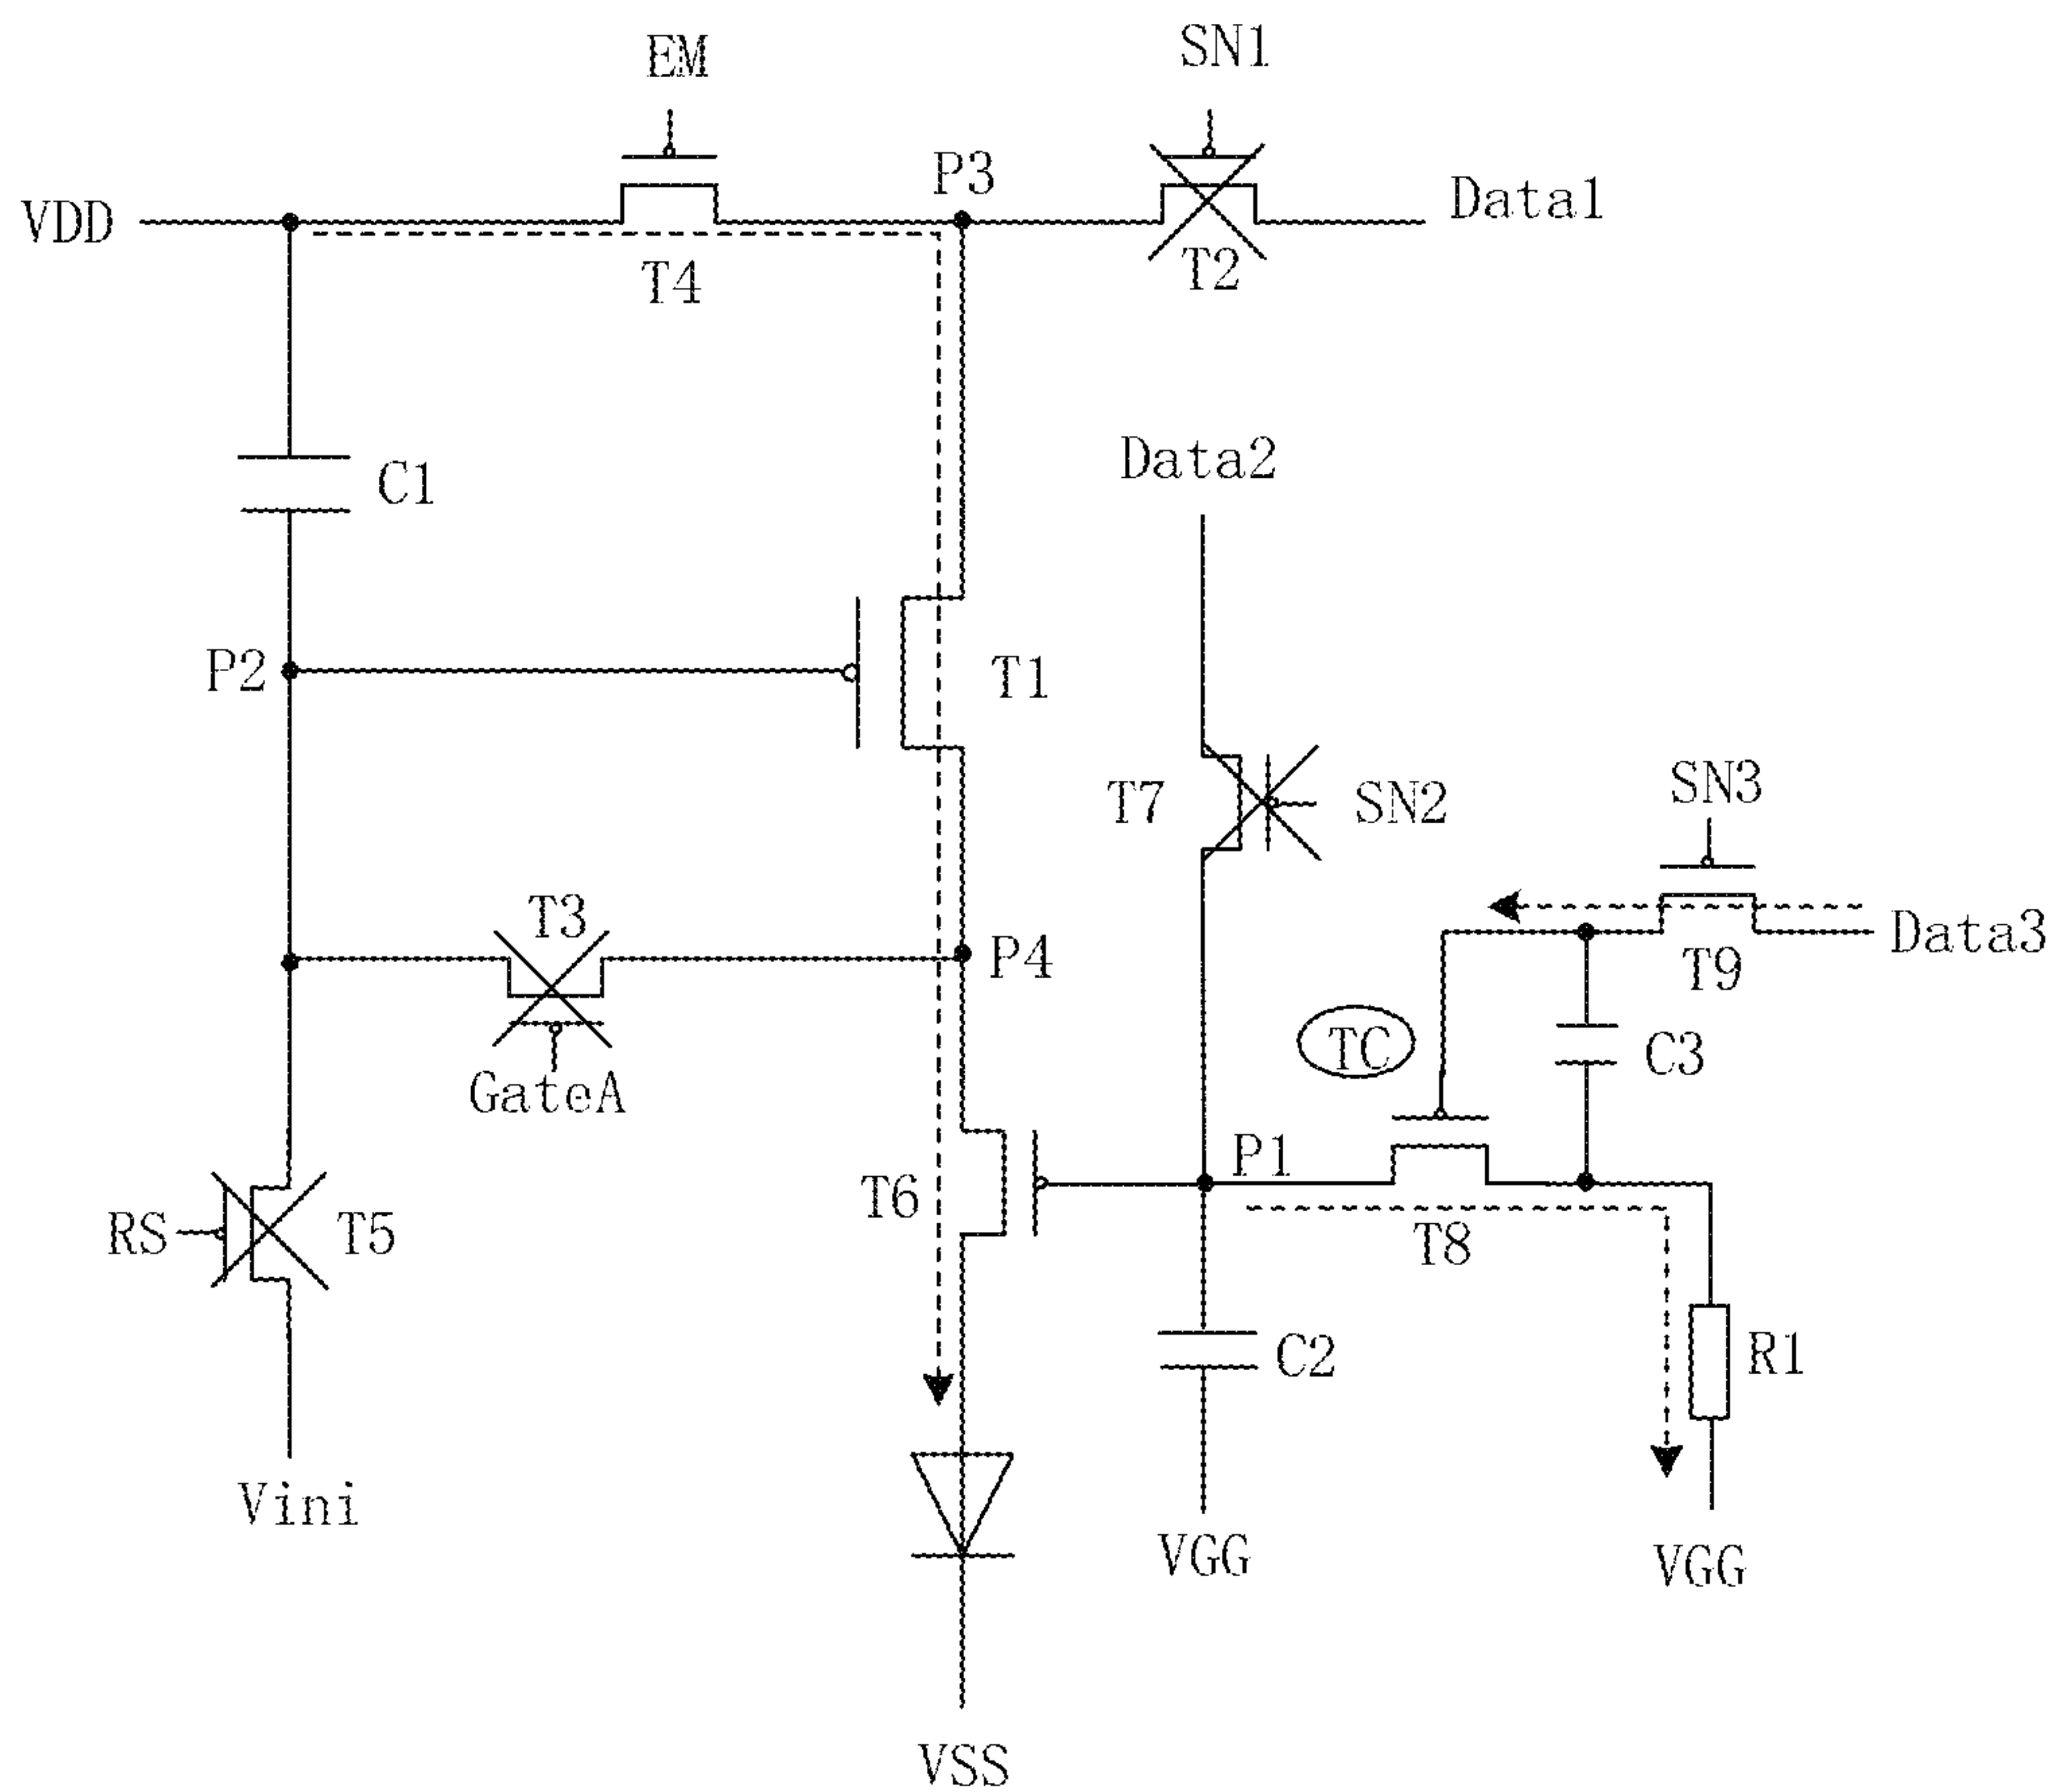 EM
SN1
VDD
P3
Data1
T4
T2
C1
Data2
P2
T1
T7
SN2
SN3
T3
P4
Data3
T9
TC
C3
GateA
P1
T6
RS
T5
T8
C2
R1
Vini
VGG
VGG
VSS